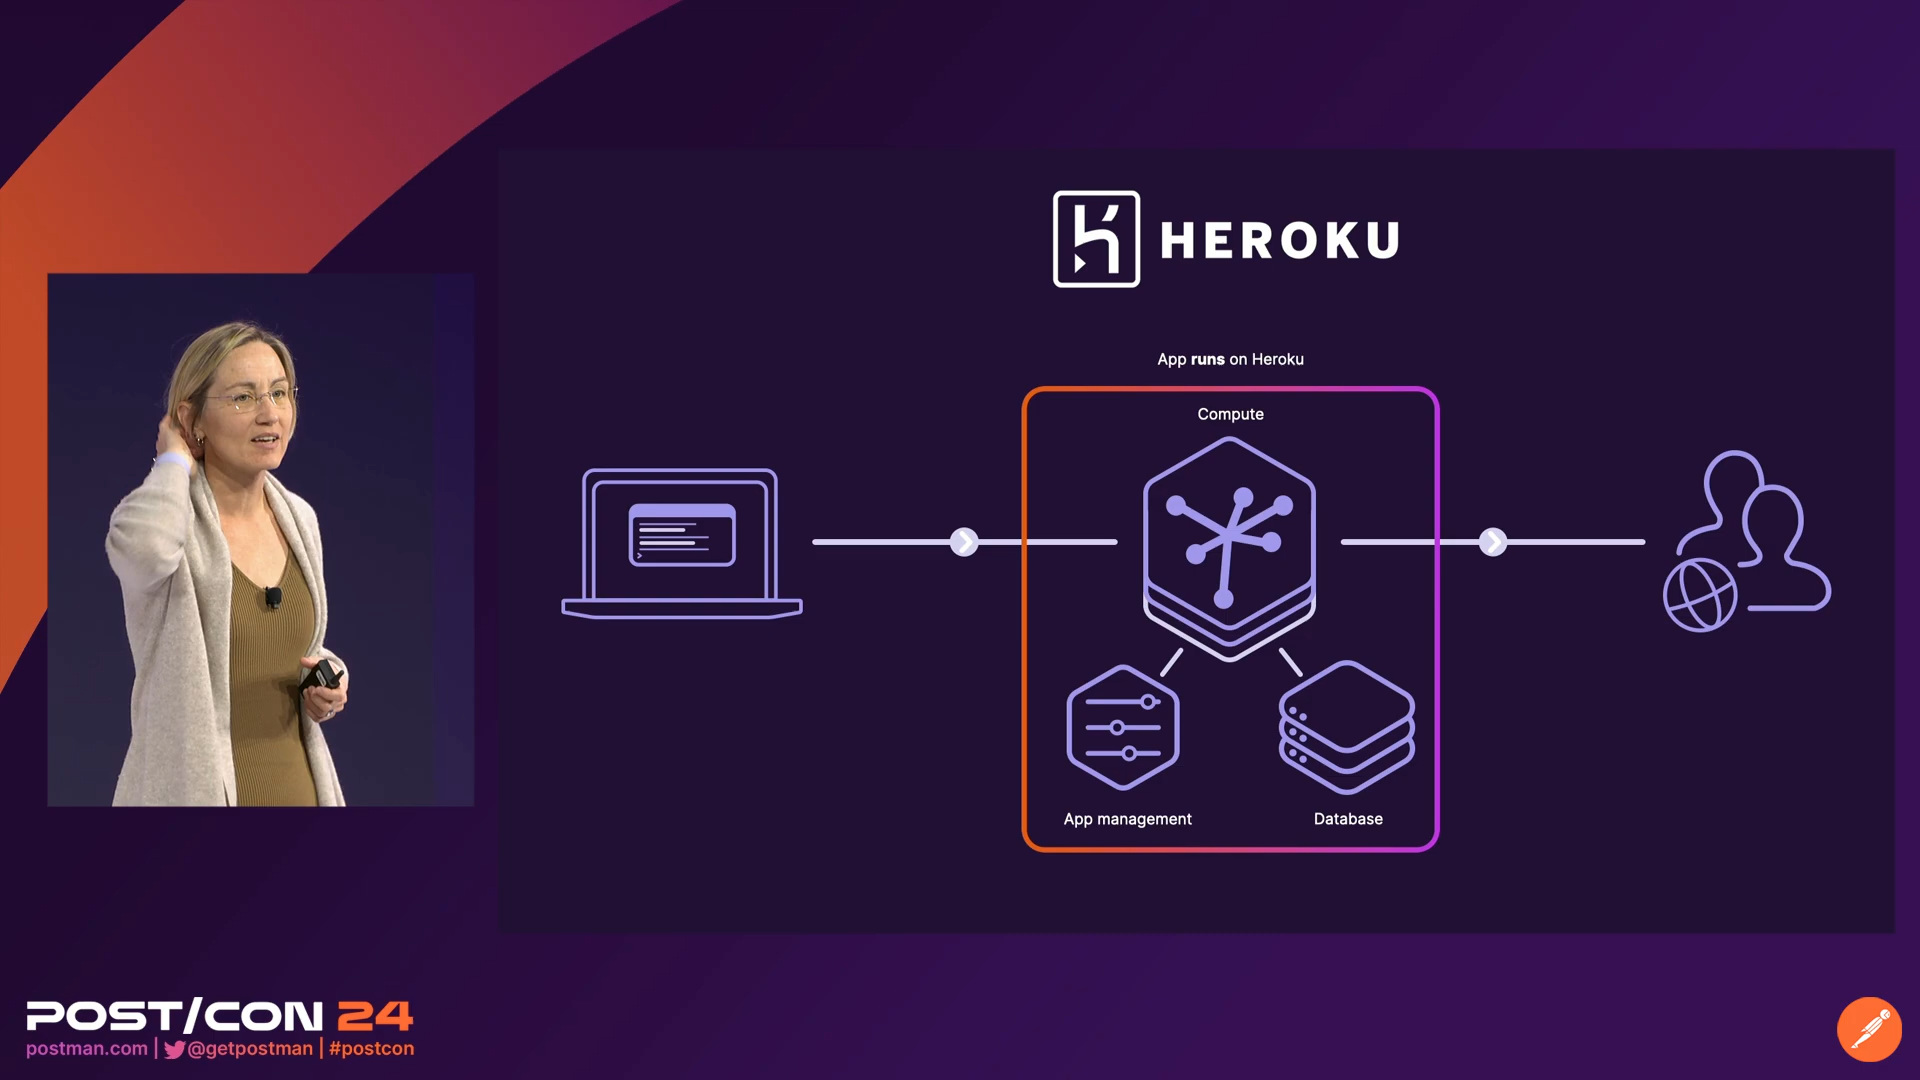 HEROKU
App runs on Heroku
Compute
App management
Database
POST/CON 24
postman.com | @getpostman | #postcon